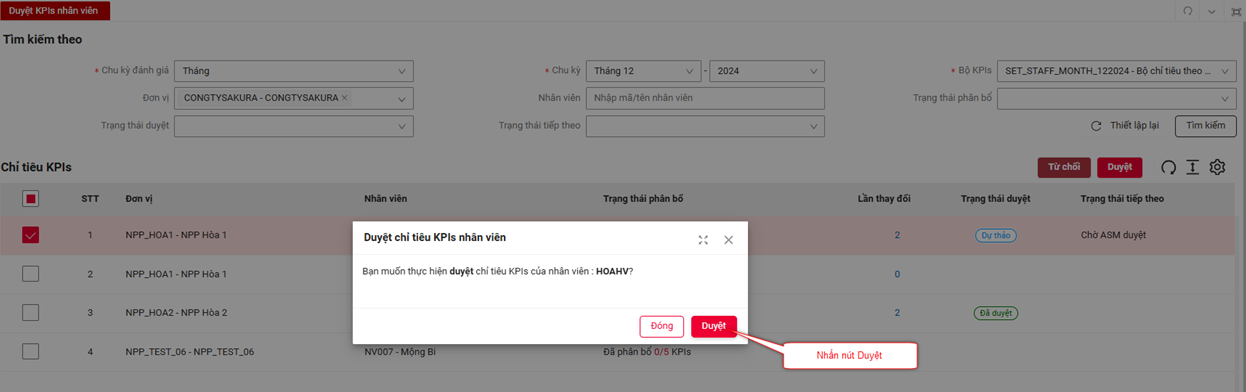 Duyệt KPIs nhân viên
Tìm kiếm theo
* Chu kỳ đánh giá Tháng * Chu kỳ Tháng 12 - 2024 * Bộ KPIs SET_STAFF_MONTH_122024 - Bộ chỉ tiêu theo ...
Đơn vị CONGTYSAKURA - CONGTYSAKURA × Nhân viên Nhập mã/tên nhân viên Trạng thái phân bổ
Trạng thái duyệt Trạng thái tiếp theo Thiết lập lại Tìm kiếm
Chỉ tiêu KPIs Từ chối Duyệt
STT Đơn vị Nhân viên Trạng thái phân bổ Lần thay đổi Trạng thái duyệt Trạng thái tiếp theo
1 NPP_HOA1 - NPP Hòa 1 2 Dự thảo Chờ ASM duyệt
2 NPP_HOA1 - NPP Hòa 1 0
3 NPP_HOA2 - NPP Hòa 2 2 Đã duyệt
4 NPP_TEST_06 - NPP_TEST_06 NV007 - Mộng Bi Đã phân bổ 0/5 KPIs
Duyệt chỉ tiêu KPIs nhân viên
Bạn muốn thực hiện duyệt chỉ tiêu KPIs của nhân viên : HOAHV?
Đóng Duyệt
Nhấn nút Duyệt